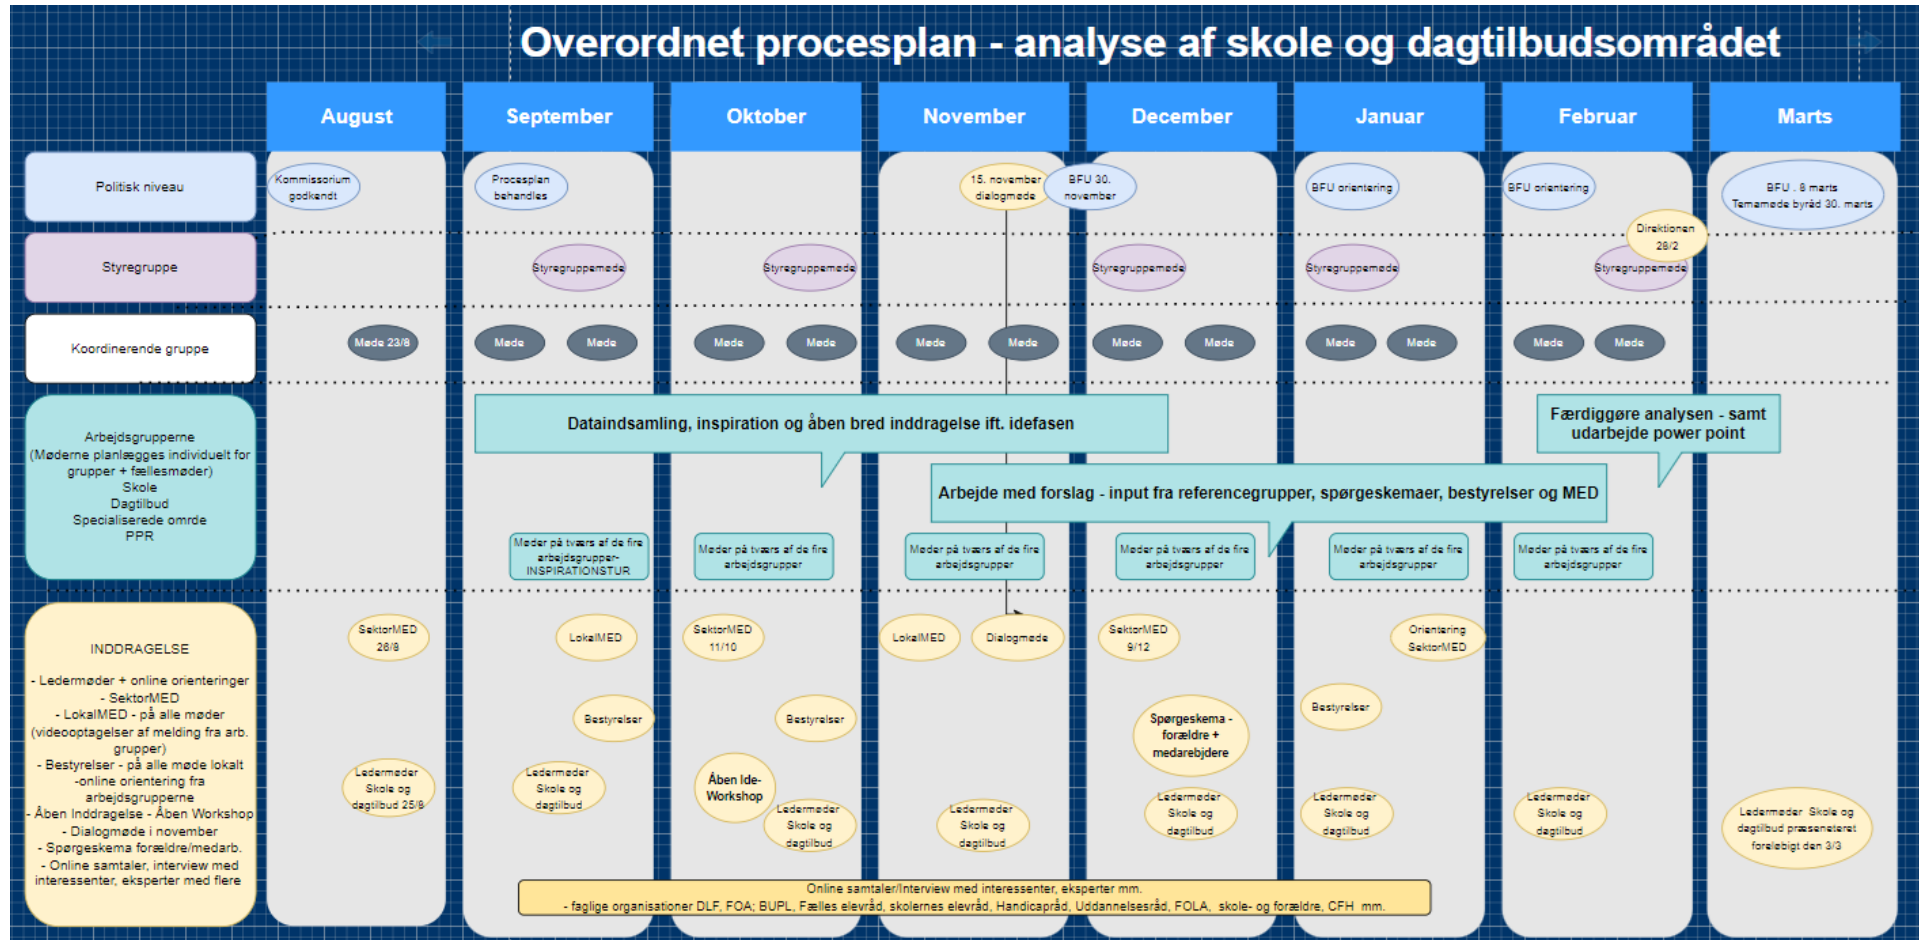 Overordnet procesplan - analyse af skole og dagtilbudsområdet
August
September
Oktober
November
December
Januar
Februar
Marts
Politisk niveau
Kommissorium
godkendt
Procesplan
behandles
15. november
dialogmøde
BFU 30.
november
BFU orientering
BFU orientering
BFU . 8 marts
Temamøde byråd 30. marts
Direktionen
28/2
Styregruppe
Styregruppemøde
Styregruppemøde
Styregruppemøde
Styregruppemøde
Styregruppemøde
Koordinerende gruppe
Møde 23/8
Møde
Møde
Møde
Møde
Møde
Møde
Møde
Møde
Møde
Møde
Møde
Møde
Arbejdsgrupperne
(Møderne planlægges individuelt for
grupper + fællesmøder)
Skole
Dagtilbud
Specialiserede omrde
PPR
Dataindsamling, inspiration og åben bred inddragelse ift. idefasen
Færdiggøre analysen - samt
udarbejde power point
Arbejde med forslag - input fra referencegrupper, spørgeskemaer, bestyrelser og MED
Møder på tværs af de fire
arbejdsgrupper-
INSPIRATIONSTUR
Møder på tværs af de fire
arbejdsgrupper
Møder på tværs af de fire
arbejdsgrupper
Møder på tværs af de fire
arbejdsgrupper
Møder på tværs af de fire
arbejdsgrupper
Møder på tværs af de fire
arbejdsgrupper
INDDRAGELSE
- Ledermøder + online orienteringer
- SektorMED
- LokalMED - på alle møder
(videooptagelser af melding fra arb.
grupper)
- Bestyrelser - på alle møde lokalt
-online orientering fra
arbejdsgrupperne
- Åben Inddragelse - Åben Workshop
- Dialogmøde i november
- Spørgeskema forældre/medarb.
- Online samtaler, interview med
interessenter, eksperter med flere
SektorMED
26/8
LokalMED
SektorMED
11/10
LokalMED
Dialogmøde
SektorMED
9/12
Orientering
SektorMED
Bestyrelser
Bestyrelser
Spørgeskema -
forældre +
medarebjdere
Bestyrelser
Ledermøder
Skole og
dagtilbud 25/8
Ledermøder
Skole og
dagtilbud
Åben Ide-
Workshop
Ledermøder
Skole og
dagtilbud
Ledermøder
Skole og
dagtilbud
Ledermøder
Skole og
dagtilbud
Ledermøder
Skole og
dagtilbud
Ledermøder
Skole og
dagtilbud
Ledermøder Skole og
dagtilbud præseneteret
foreløbigt den 3/3
Online samtaler/Interview med interessenter, eksperter mm.
- faglige organisationer DLF, FOA; BUPL, Fælles elevråd, skolernes elevråd, Handicapråd, Uddannelsesråd, FOLA, skole- og forældre, CFH mm.